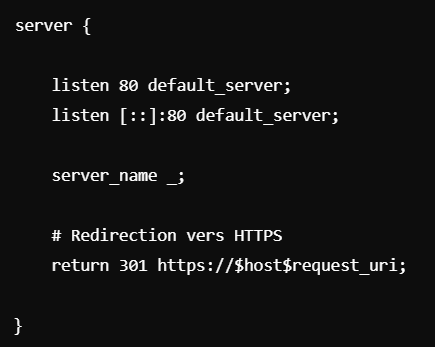 server {
listen 80 default_server;
listen [::]:80 default_server;
server_name _;
# Redirection vers HTTPS
return 301 https://$host$request_uri;
}